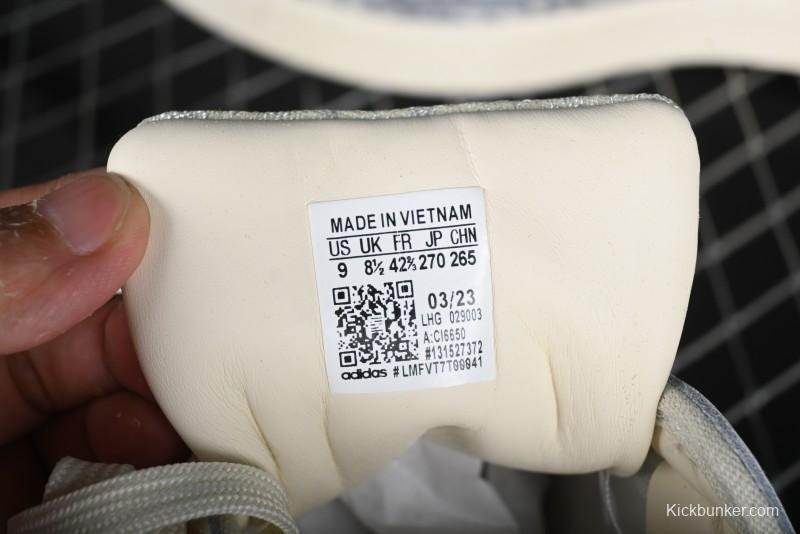 MADE IN VIETNAM
US UK FR JP CHN
9 8½ 42⅔ 270 265
03/23
LHG 029003
A:CI6650
#131527372
adidas #LMFVT7T00941
Kickbunker.com